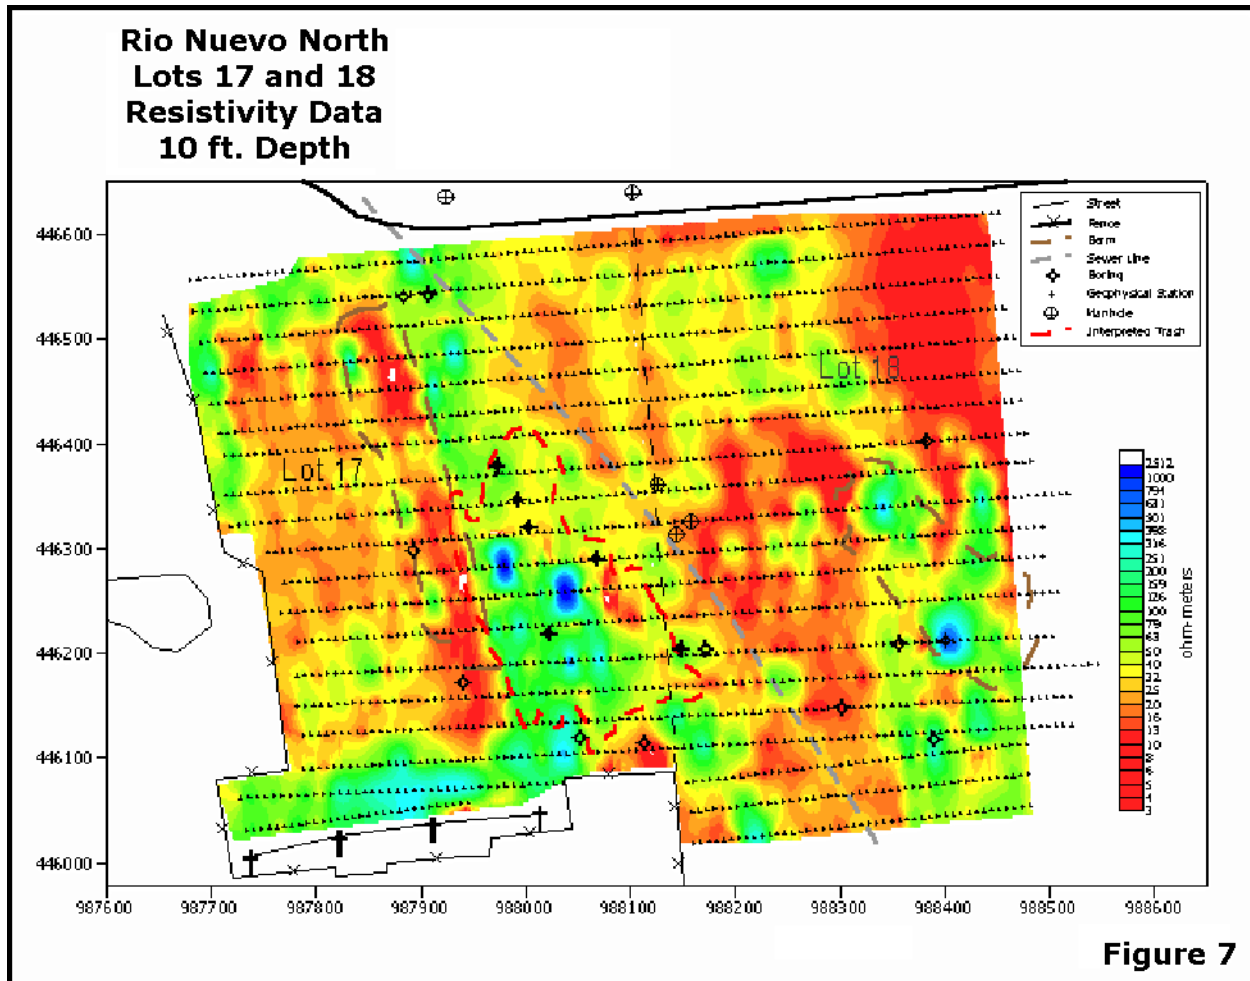 Rio Nuevo North
Lots 17 and 18
Resistivity Data
10 ft. Depth
Street
Fence
Berm
Sewer Line
Boring
Geophysical Station
Manhole
Interpreted Trash
446600
446500
446400
446300
446200
446100
446000
Lot 18
Lot 17
2512
1000
794
631
501
398
316
251
200
159
126
100
79
63
50
40
32
25
20
16
13
10
8
6
5
4
3
ohm-meters
987600 987700 987800 987900 988000 988100 988200 988300 988400 988500 988600
Figure 7